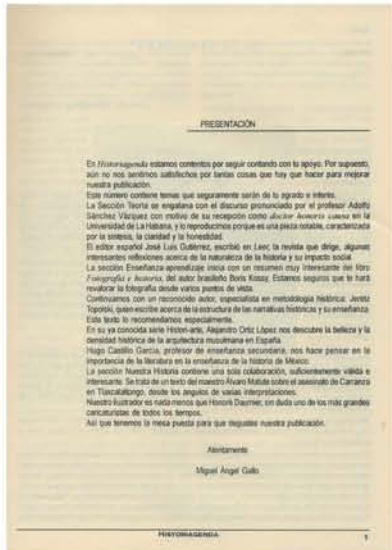 PRESENTACIÓN
En Historiagenda estamos contentos por seguir contando con tu apoyo. Por supuesto,
aún no nos sentimos satisfechos por tantas cosas que hay que hacer para mejorar
nuestra publicación.
Este número contiene temas que seguramente serán de tu agrado e interés.
La Sección Teoría se engalana con el discurso pronunciado por el profesor Adolfo
Sánchez Vázquez con motivo de su recepción como doctor honoris causa en la
Universidad de La Habana, y lo reproducimos porque es una pieza notable, caracterizada
por la síntesis, la claridad y la honestidad.
El editor español José Luis Gutiérrez, escribió en Leer, la revista que dirige, algunas
interesantes reflexiones acerca de la naturaleza de la historia y su impacto social.
La sección Enseñanza-aprendizaje inicia con un resumen muy interesante del libro
Fotografía e historia, del autor brasileño Boris Kossoy. Estamos seguros que te hará
revalorar la fotografía desde varios puntos de vista.
Continuamos con un reconocido autor, especialista en metodología histórica: Jerzy
Toporski, quien escribe acerca de la estructura de las narrativas históricas y su enseñanza.
Este texto lo recomendamos especialmente.
En su ya conocida serie Histori-arte, Alejandro Ortiz López nos descubre la belleza y la
densidad histórica de la arquitectura musulmana en España.
Hugo Castillo García, profesor de enseñanza secundaria, nos hace pensar en la
importancia de la literatura en la enseñanza de la historia de México.
La sección Nuestra Historia contiene una sola colaboración, suficientemente válida e
interesante. Se trata de un texto del maestro Álvaro Matute sobre el asesinato de Carranza
en Tlaxcalaltongo, desde los ángulos de varias interpretaciones.
Nuestro ilustrador es nada menos que Honoré Daumier, sin duda uno de los más grandes
caricaturistas de todos los tiempos.
Así que tenemos la mesa puesta para que degustes nuestra publicación.
Atentamente
Miguel Ángel Gallo
HISTORIAGENDA